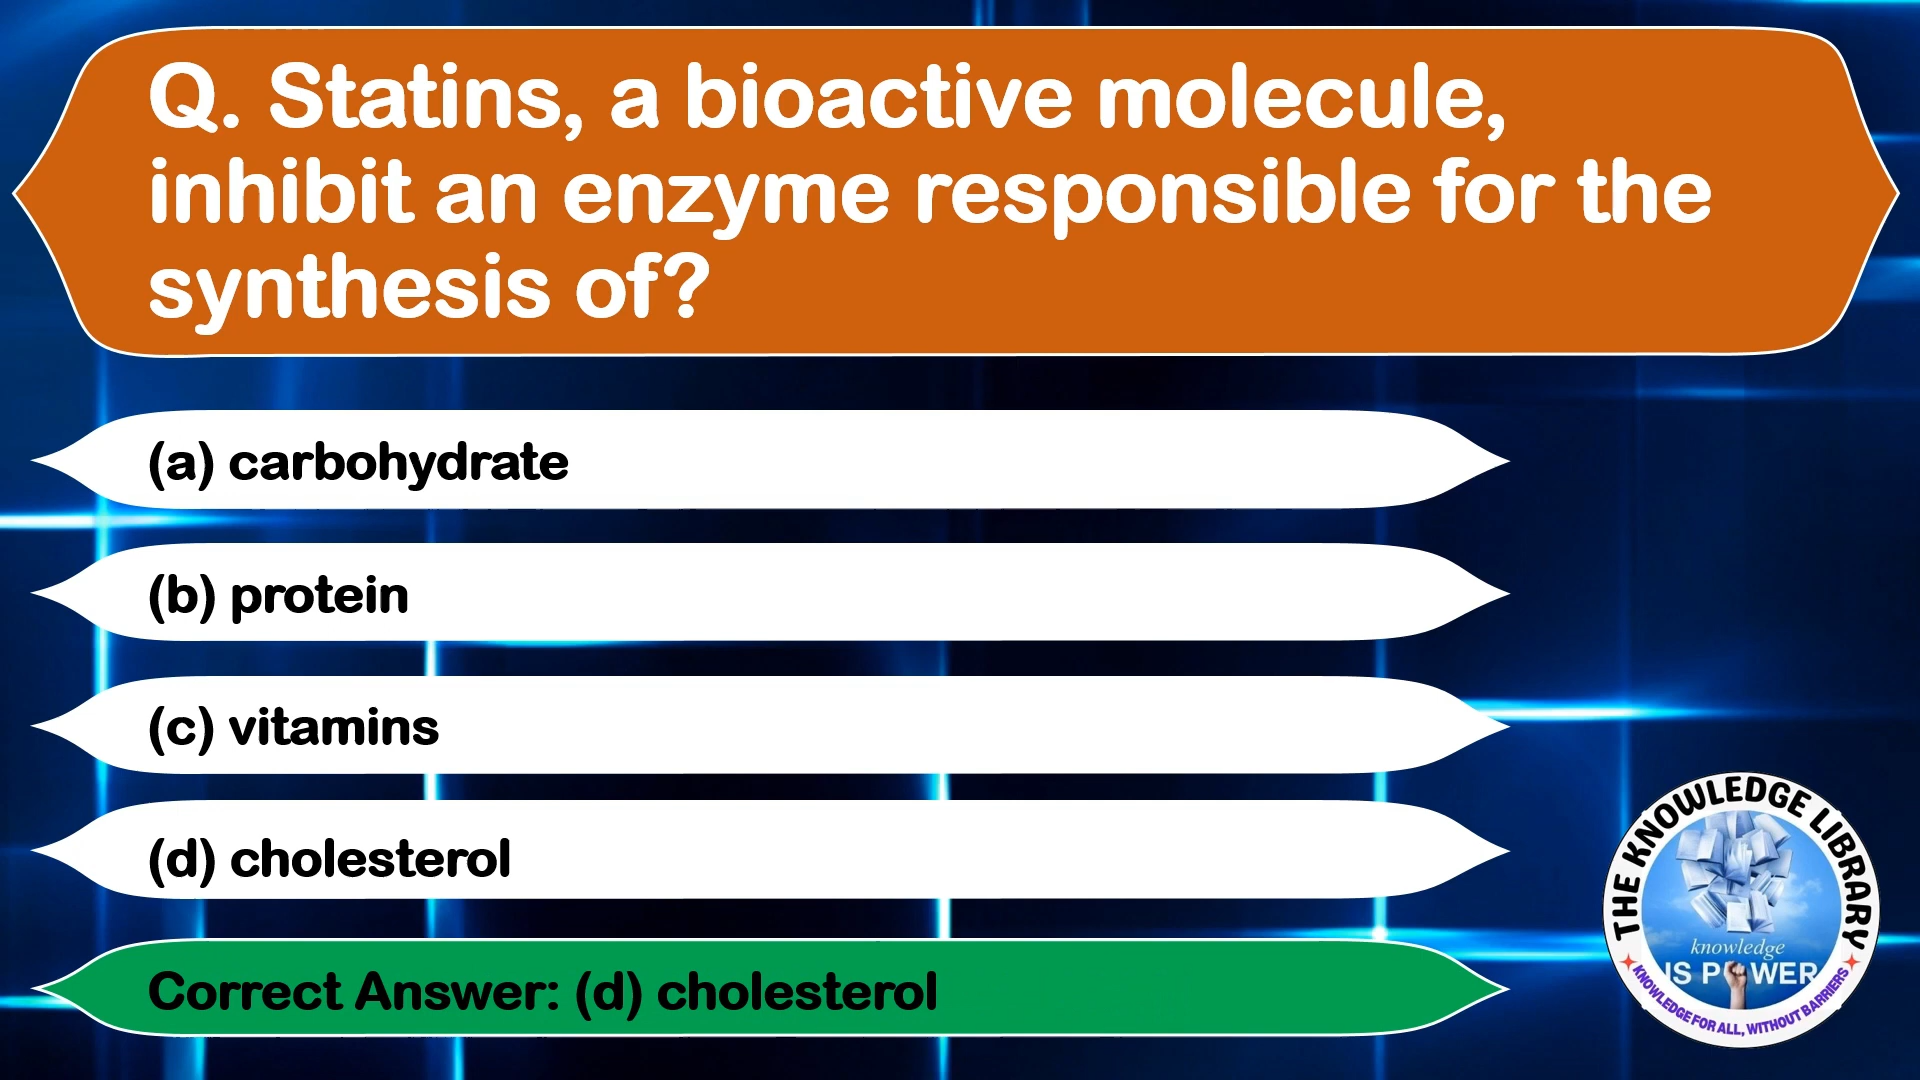 Q. Statins, a bioactive molecule,
inhibit an enzyme responsible for the
synthesis of?
(a) carbohydrate
(b) protein
(c) vitamins
(d) cholesterol
Correct Answer: (d) cholesterol
THE KNOWLEDGE LIBRARY
knowledge
IS POWER
KNOWLEDGE FOR ALL, WITHOUT BARRIERS